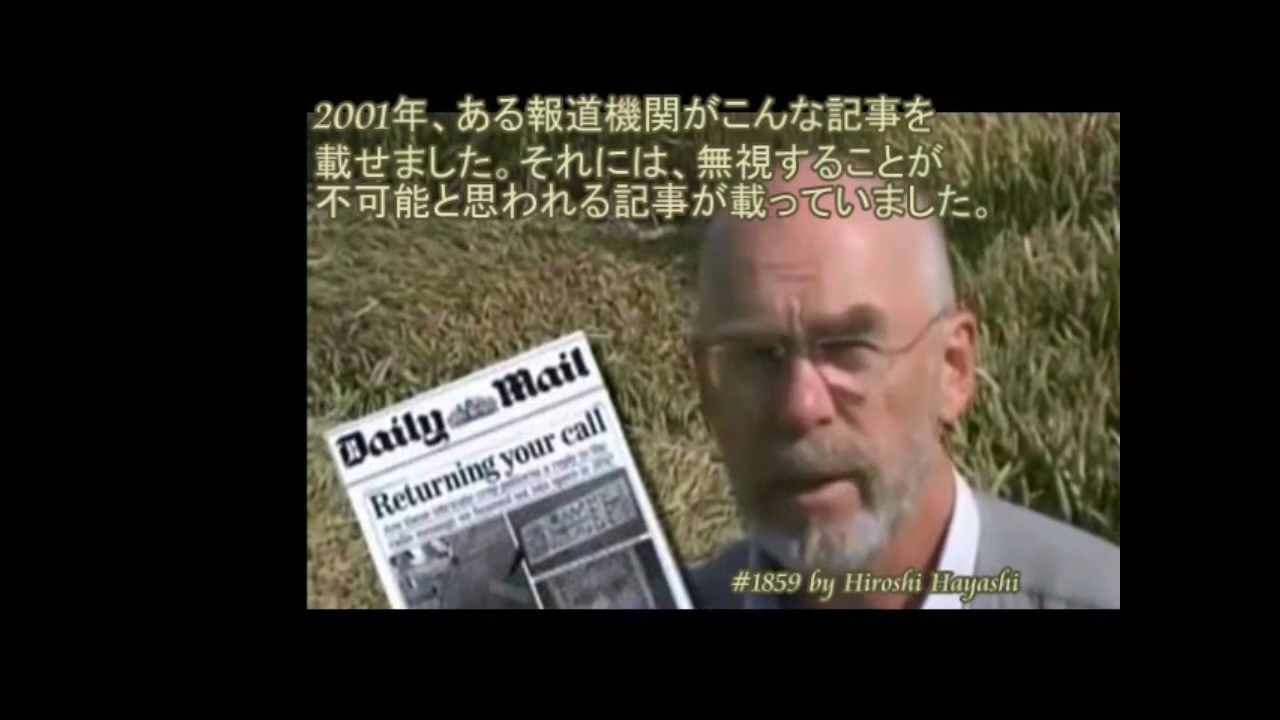 2001年、ある報道機関がこんな記事を
載せました。それには、無視することが
不可能と思われる記事が載っていました。
Daily Mail
Returning your call
#1859 by Hiroshi Hayashi